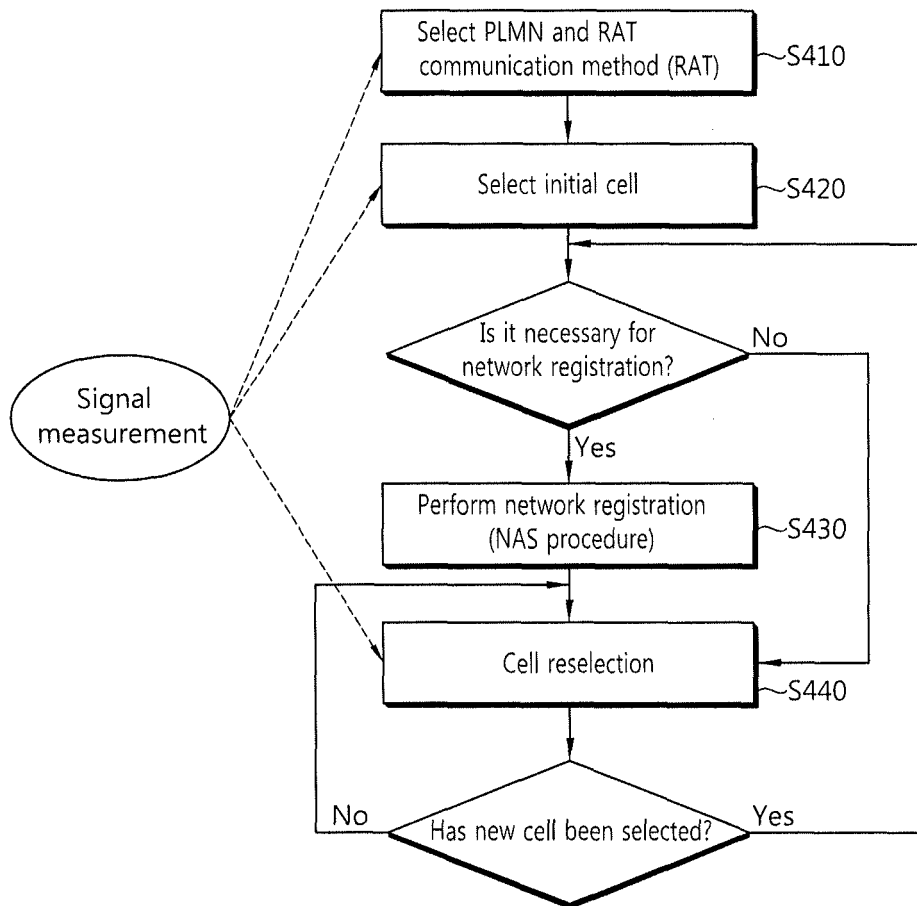 Select PLMN and RAT
communication method (RAT)
S410
Select initial cell
S420
Is it necessary for
network registration?
No
Yes
Signal
measurement
Perform network registration
(NAS procedure)
S430
Cell reselection
S440
Has new cell been selected?
No
Yes